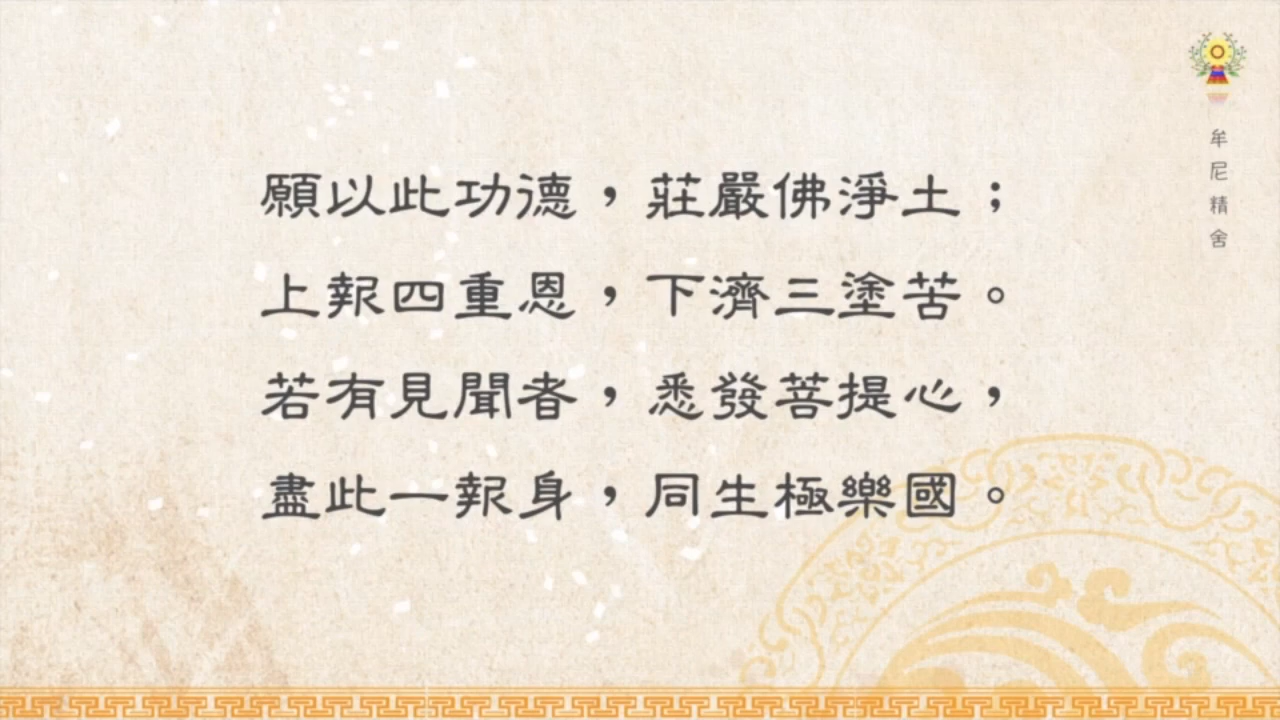 願以此功德，莊嚴佛淨土；
上報四重恩，下濟三塗苦。
若有見聞者，悉發菩提心，
盡此一報身，同生極樂國。
牟尼精舍